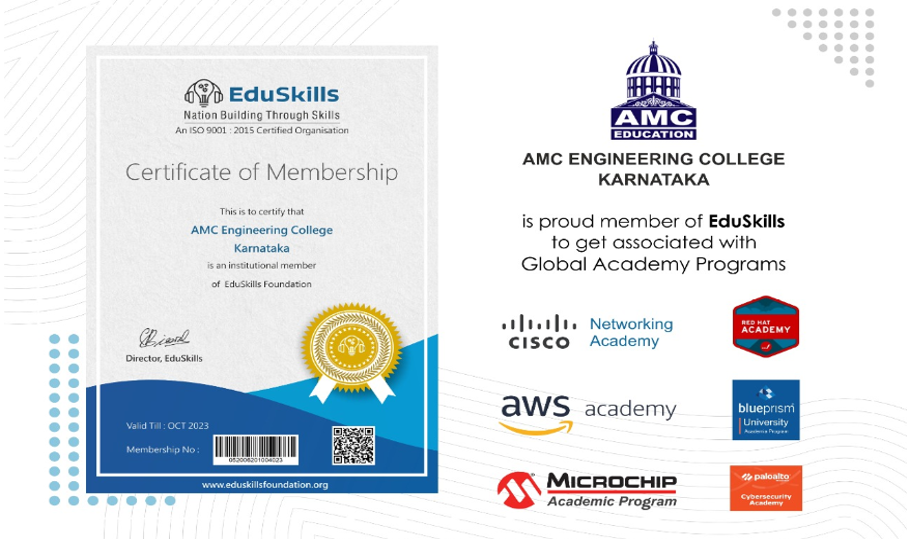 EduSkills
Nation Building Through Skills
An ISO 9001 : 2015 Certified Organisation
Certificate of Membership
This is to certify that
AMC Engineering College
Karnataka
is an institutional member
of EduSkills Foundation
Director, EduSkills
Valid Till : OCT 2023
Membership No :
052006201004023
www.eduskillsfoundation.org
AMC
EDUCATION
AMC ENGINEERING COLLEGE
KARNATAKA
is proud member of EduSkills
to get associated with
Global Academy Programs
CISCO
Networking
Academy
RED HAT
ACADEMY
aws academy
blueprism
University
Academia Program
MICROCHIP
Academic Program
paloalto
Cybersecurity
Academy